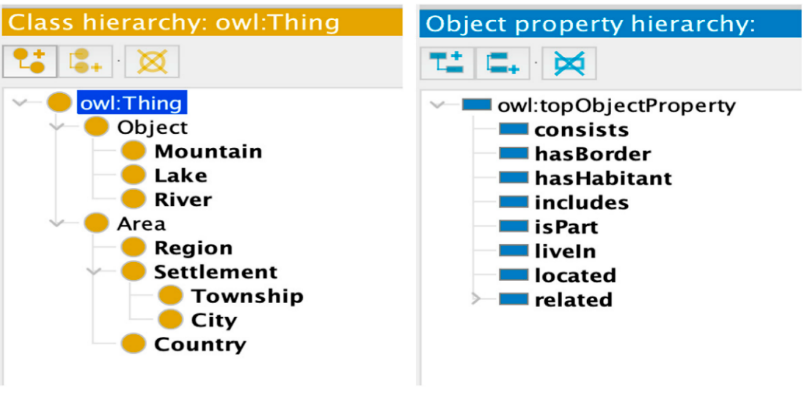 Class hierarchy: owl:Thing
owl:Thing
Object
Mountain
Lake
River
Area
Region
Settlement
Township
City
Country
Object property hierarchy:
owl:topObjectProperty
consists
hasBorder
hasHabitant
includes
isPart
liveIn
located
related